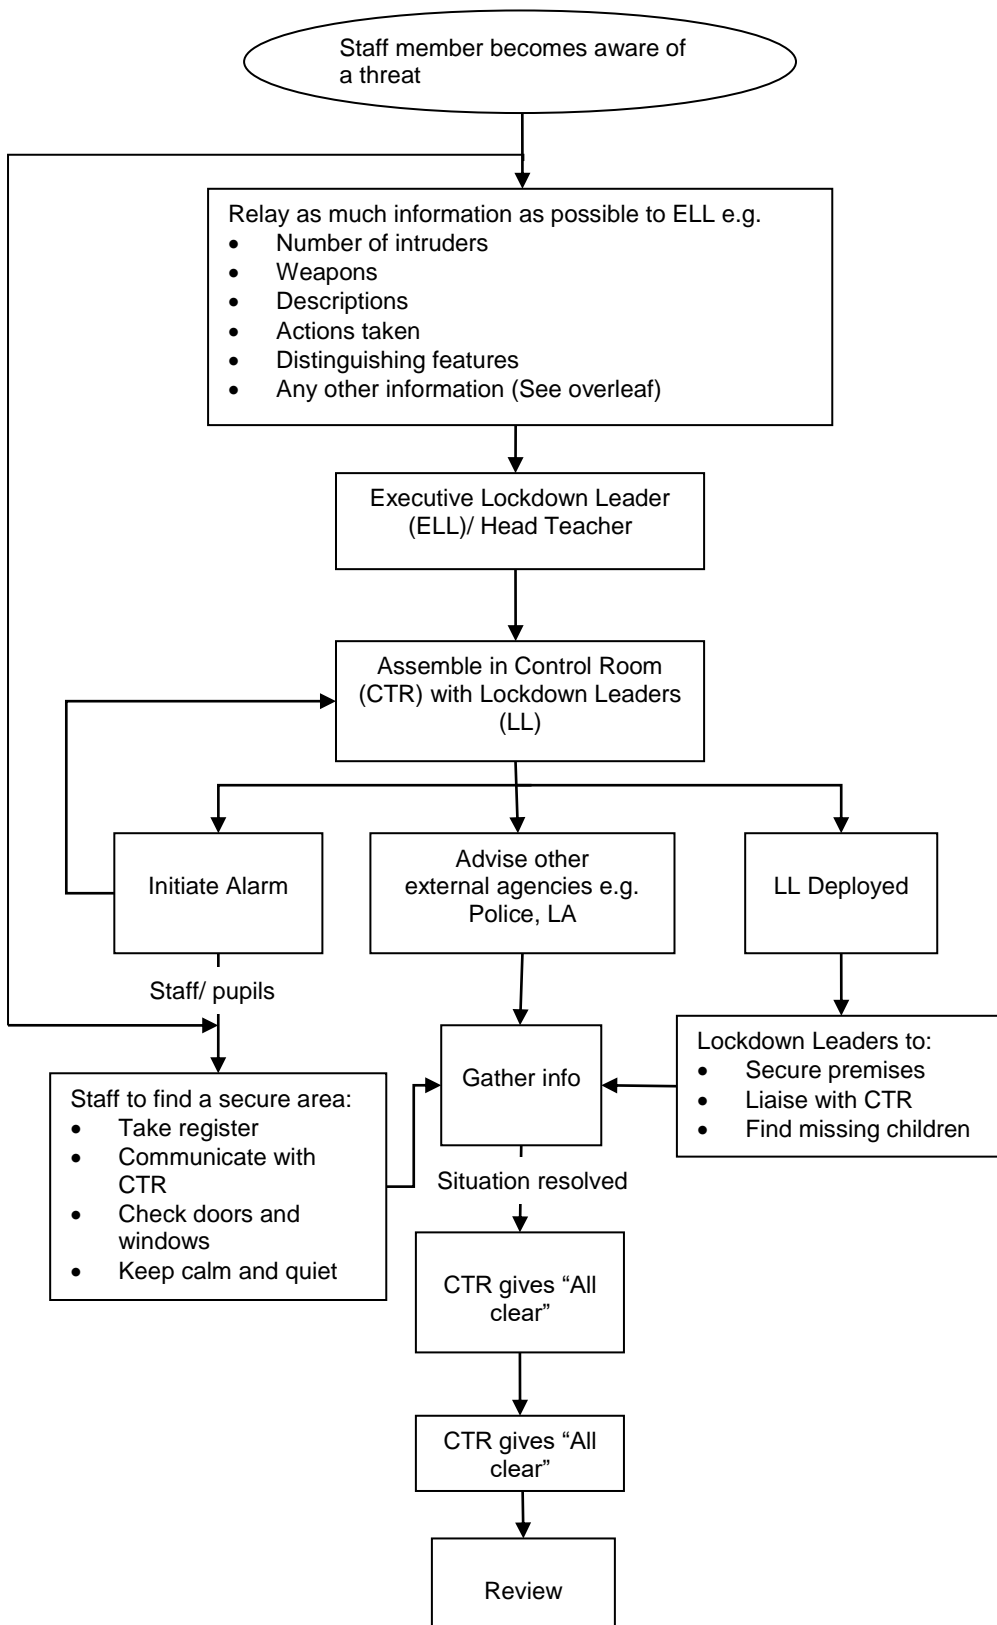 Staff member becomes aware of
a threat
Relay as much information as possible to ELL e.g.
• Number of intruders
• Weapons
• Descriptions
• Actions taken
• Distinguishing features
• Any other information (See overleaf)
Executive Lockdown Leader
(ELL)/ Head Teacher
Assemble in Control Room
(CTR) with Lockdown Leaders
(LL)
Initiate Alarm
Advise other
external agencies e.g.
Police, LA
LL Deployed
Staff/ pupils
Staff to find a secure area:
• Take register
• Communicate with
CTR
• Check doors and
windows
• Keep calm and quiet
Gather info
Lockdown Leaders to:
• Secure premises
• Liaise with CTR
• Find missing children
Situation resolved
CTR gives “All
clear”
CTR gives “All
clear”
Review